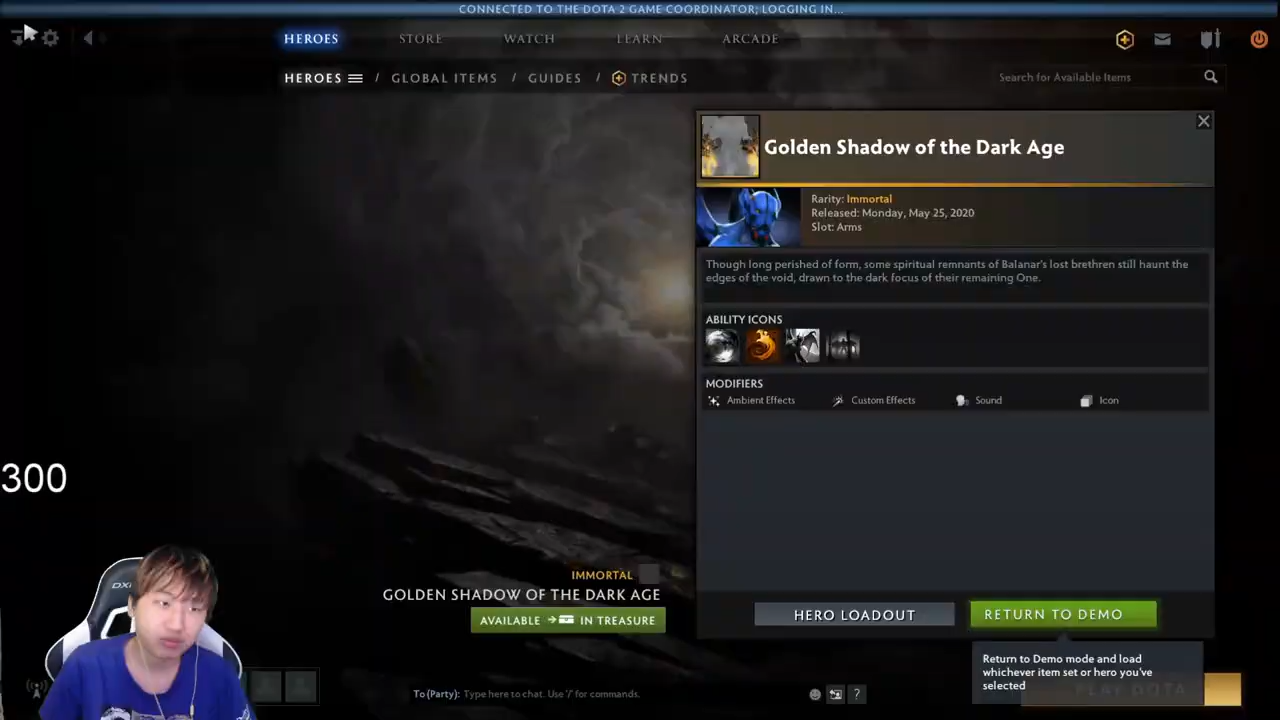 CONNECTED TO THE DOTA 2 GAME COORDINATOR; LOGGING IN...
HEROES
STORE
WATCH
LEARN
ARCADE
HEROES / GLOBAL ITEMS / GUIDES / TRENDS
Search for Available Items
Golden Shadow of the Dark Age
Rarity: Immortal
Released: Monday, May 25, 2020
Slot: Arms
Though long perished of form, some spiritual remnants of Balanar's lost brethren still haunt the
edges of the void, drawn to the dark focus of their remaining One.
ABILITY ICONS
MODIFIERS
Ambient Effects
Custom Effects
Sound
Icon
300
IMMORTAL
GOLDEN SHADOW OF THE DARK AGE
AVAILABLE IN TREASURE
HERO LOADOUT
RETURN TO DEMO
Return to Demo mode and load
whichever item set or hero you've
selected
PLAY DOTA
To (Party): Type here to chat. Use '/' for commands.
?
DX